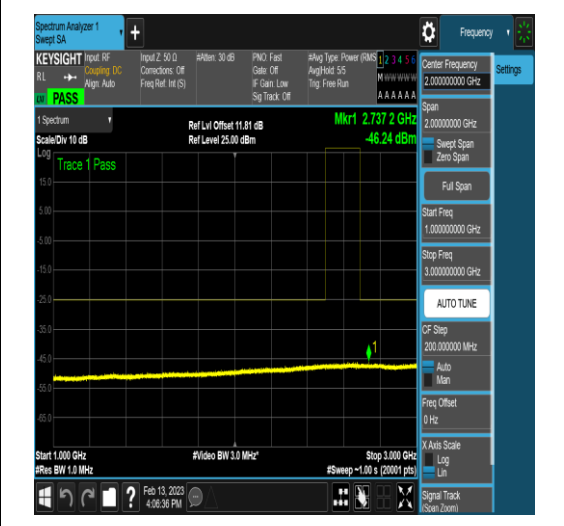 Spectrum Analyzer 1
Swept SA
Frequency
KEYSIGHT
Input: RF
Coupling: DC
Align: Auto
Input Z: 50 Ω
Corrections: Off
Freq Ref: Int (S)
#Atten: 30 dB
PNO: Fast
Gate: Off
IF Gain: Low
Sig Track: Off
#Avg Type: Power (RMS
Avg|Hold: 5/5
Trig: Free Run
1 2 3 4 5 6
M W W W W W
A A A A A A
RL
PASS
1 Spectrum
Scale/Div 10 dB
Ref Lvl Offset 11.81 dB
Ref Level 25.00 dBm
Mkr1 2.737 2 GHz
-46.24 dBm
Log
Trace 1 Pass
15.0
5.00
-5.00
-15.0
-25.0
-35.0
-45.0
-55.0
-65.0
1
Start 1.000 GHz
#Res BW 1.0 MHz
#Video BW 3.0 MHz*
Stop 3.000 GHz
#Sweep ~1.00 s (20001 pts)
Feb 13, 2023
4:06:36 PM
Center Frequency
2.000000000 GHz
Settings
Span
2.00000000 GHz
Swept Span
Zero Span
Full Span
Start Freq
1.000000000 GHz
Stop Freq
3.000000000 GHz
AUTO TUNE
CF Step
200.000000 MHz
Auto
Man
Freq Offset
0 Hz
X Axis Scale
Log
Lin
Signal Track
(Span Zoom)